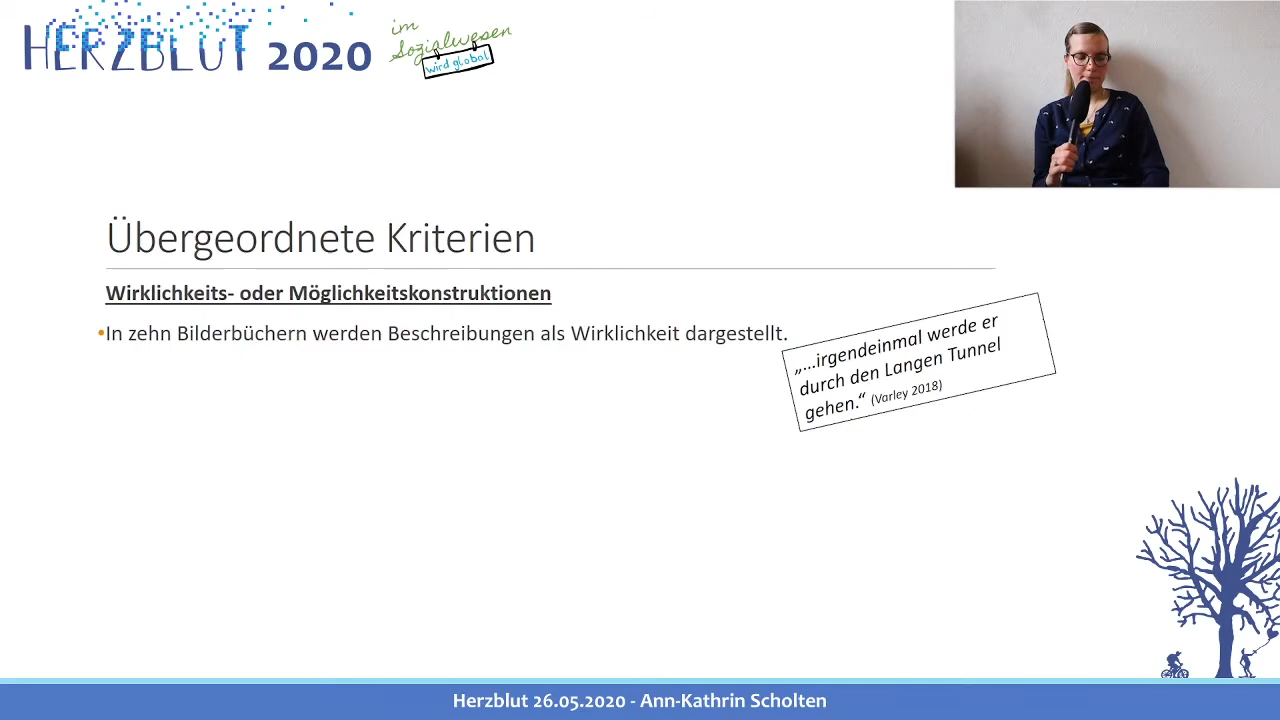 HERZBLUT 2020
im
Sozialwesen
wird global
Übergeordnete Kriterien
Wirklichkeits- oder Möglichkeitskonstruktionen
•In zehn Bilderbüchern werden Beschreibungen als Wirklichkeit dargestellt.
„...irgendeinmal werde er
durch den Langen Tunnel
gehen.“ (Varley 2018)
Herzblut 26.05.2020 - Ann-Kathrin Scholten